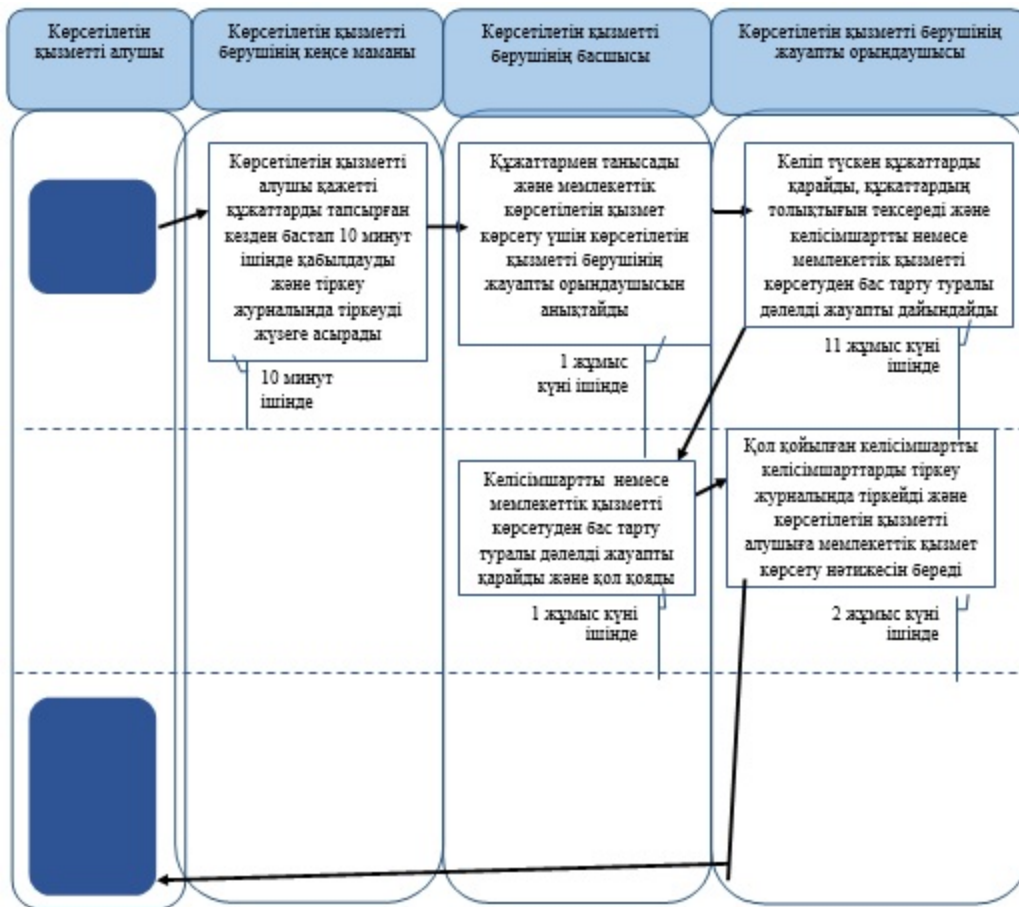 Көрсетілетін
қызметті алушы
Көрсетілетін қызметті
берушінің кеңсе маманы
Көрсетілетін қызметті
берушінің басшысы
Көрсетілетін қызметті берушінің
жауапты орындаушысы
Көрсетілетін қызметті
алушы қажетті
құжаттарды тапсырған
кезден бастап 10 минут
ішінде қабылдауды
және тіркеу
журналында тіркеуді
жүзеге асырады
10 минут
ішінде
Құжаттармен танысады
және мемлекеттік
көрсетілетін қызмет
көрсету үшін көрсетілетін
қызметті берушінің
жауапты орындаушысын
анықтайды
1 жұмыс
күні ішінде
Келіп түскен құжаттарды
қарайды, құжаттардың
толықтығын тексереді және
келісімшартты немесе
мемлекеттік қызметті
көрсетуден бас тарту туралы
дәлелді жауапты дайындайды
11 жұмыс күні
ішінде
Келісімшартты немесе
мемлекеттік қызметті
көрсетуден бас тарту
туралы дәлелді жауапты
қарайды және қол қояды
1 жұмыс күні
ішінде
Қол қойылған келісімшартты
келісімшарттарды тіркеу
журналында тіркейді және
көрсетілетін қызметті
алушыға мемлекеттік қызмет
көрсету нәтижесін береді
2 жұмыс күні
ішінде